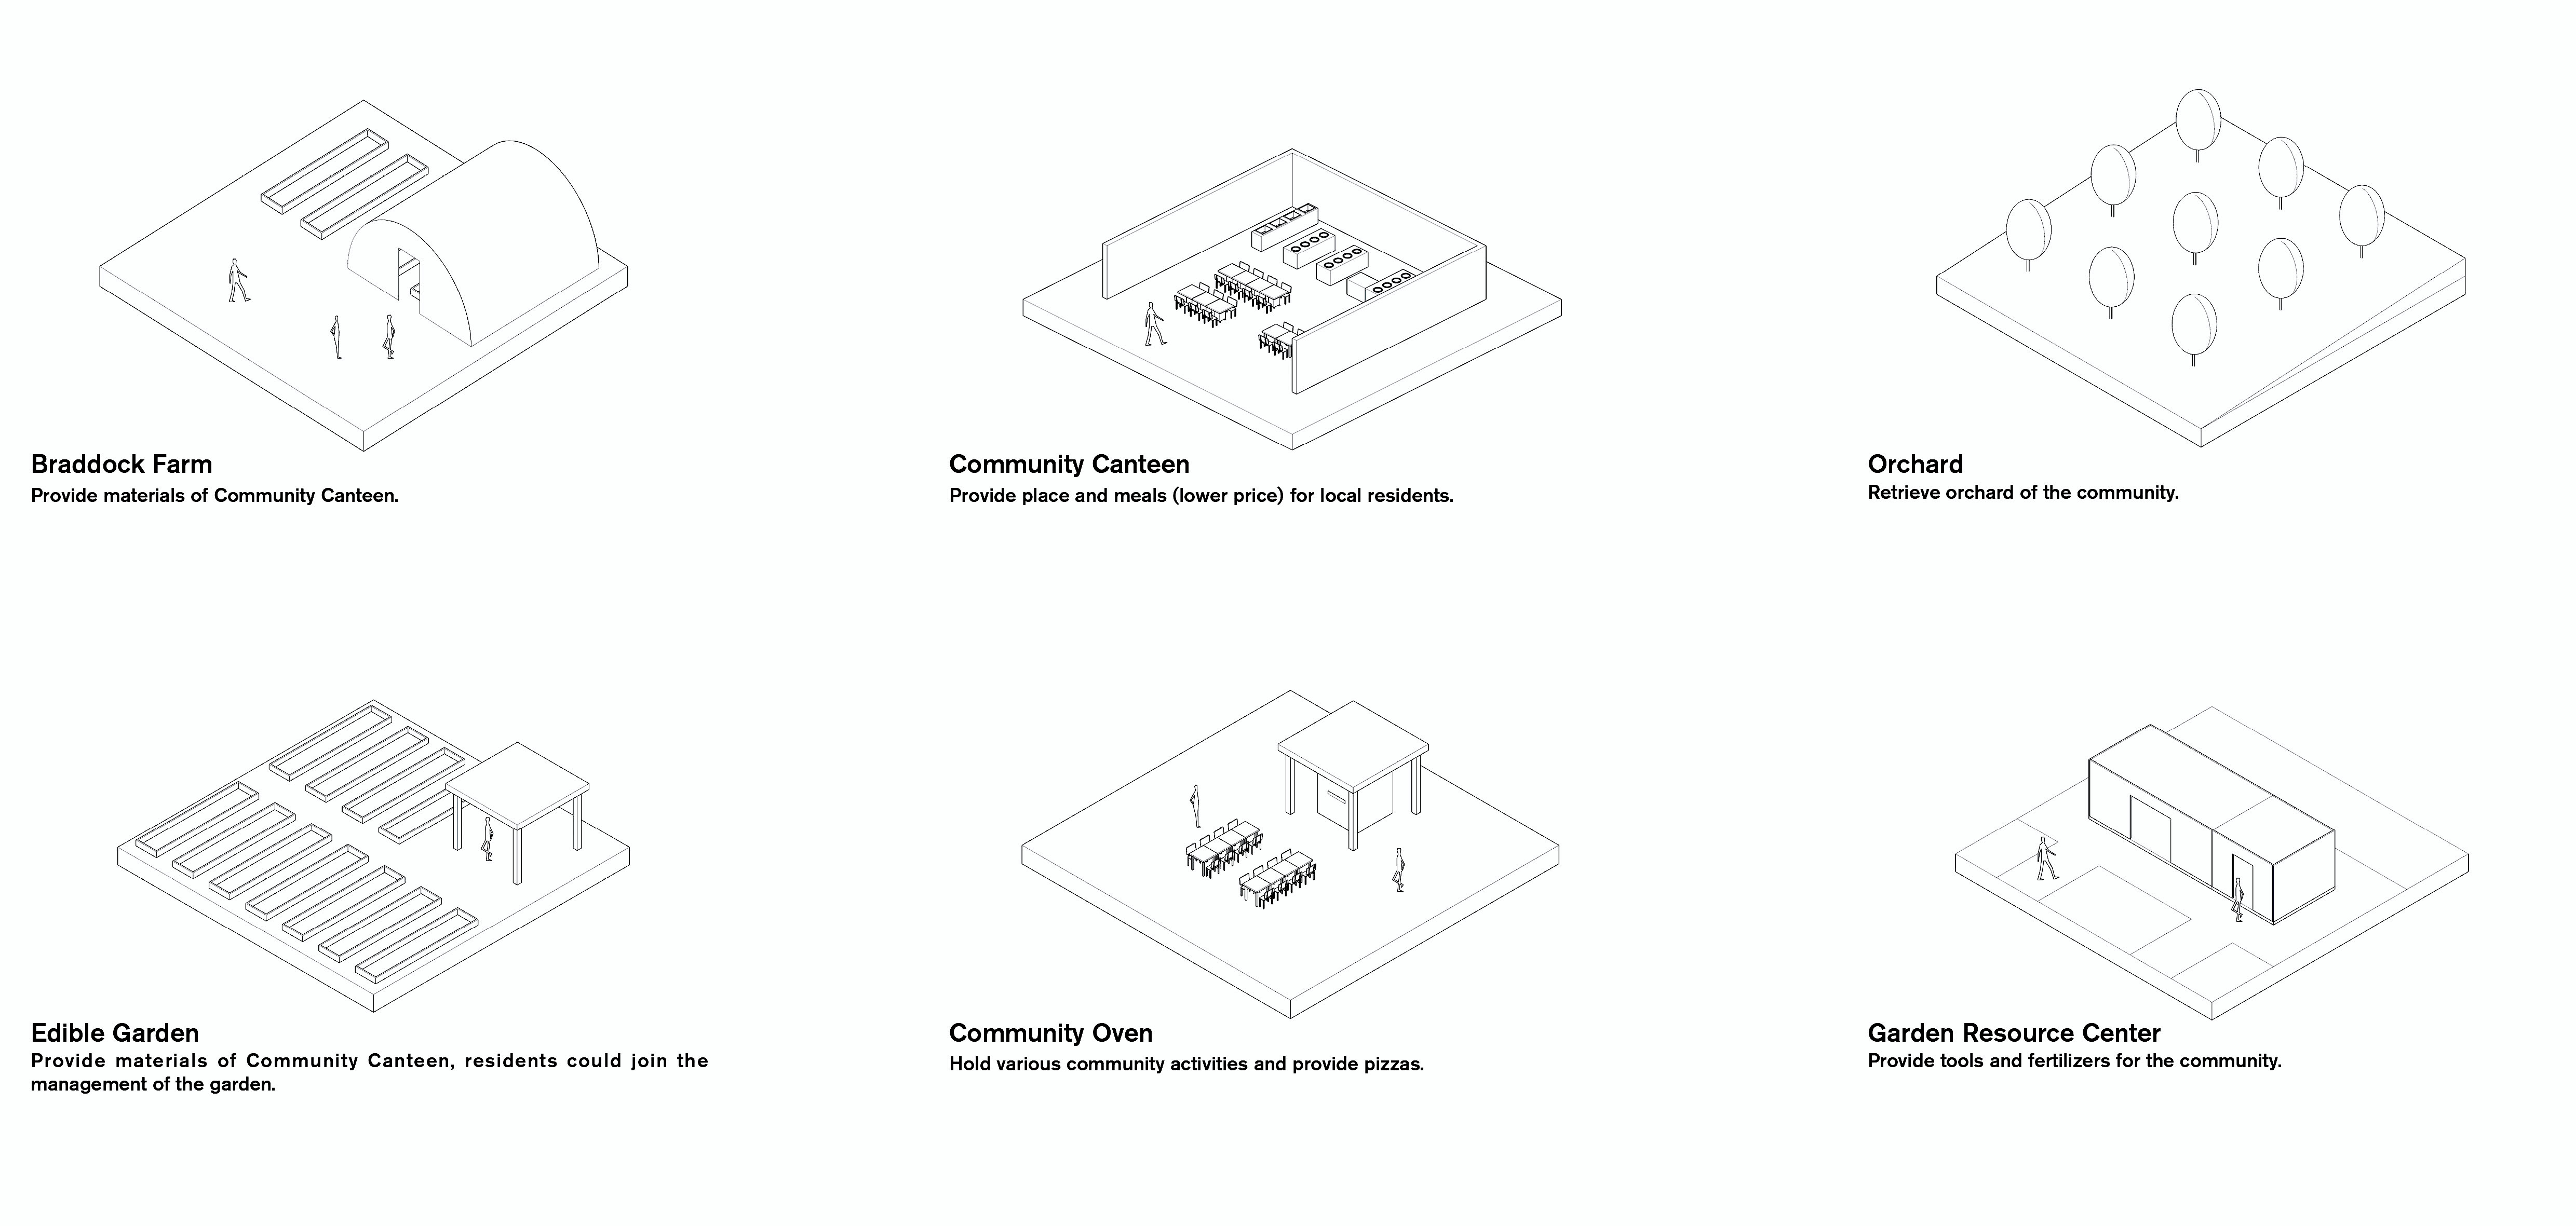 Braddock Farm
Provide materials of Community Canteen.
Community Canteen
Provide place and meals (lower price) for local residents.
Orchard
Retrieve orchard of the community.
Edible Garden
Provide materials of Community Canteen, residents could join the
management of the garden.
Community Oven
Hold various community activities and provide pizzas.
Garden Resource Center
Provide tools and fertilizers for the community.